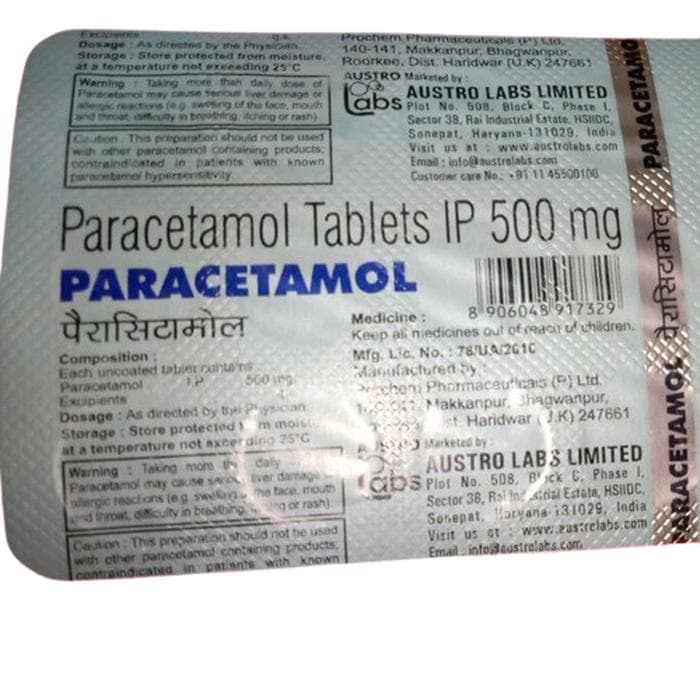 Excipients q.s.
Dosage : As directed by the Physician.
Storage : Store protected from moisture,
at a temperature not exceeding 25°C
Warning : Taking more than daily dose of
Paracetamol may cause serious liver damage or
allergic reactions (e.g. swelling of the face, mouth
and throat, difficulty in breathing, itching or rash)
Caution : This preparation should not be used
with other paracetamol containing products;
contraindicated in patients with known
paracetamol hypersensitivity.
Prochem Pharmaceuticals (P) Ltd.
140-141, Makkanpur, Bhagwanpur,
Roorkee, Dist. Haridwar (U.K) 247661
AUSTRO Marketed by :
Labs AUSTRO LABS LIMITED
Plot No. 508, Block C, Phase I,
Sector 38, Rai Industrial Estate, HSIIDC,
Sonepat, Haryana-131029, India
Visit us at : www.austrolabs.com
Email : info@austrolabs.com
Customer care No.: +91 11 45500100
Paracetamol Tablets IP 500 mg
PARACETAMOL
पैरासिटामोल
8 906048 917329
Composition :
Each uncoated tablet contains
Paracetamol I.P 500 mg
Excipients
Dosage : As directed by the Physician
Storage : Store protected from moist
at a temperature not exceeding 25°C
Warning : Taking more daily
Paracetamol may cause serious liver damage
allergic reactions (e.g. swelling the face, mouth
and throat, difficulty in breathing or rash)
Caution : This preparation should not be used
with other paracetamol containing products,
contraindicated in patients with known
Medicine :
Keep all medicines out of reach of children.
Mfg. Lic. No. : 78/UA/2010
Manufactured by
Prochem Pharmaceuticals (P) Ltd.
Makkanpur, Bhagwanpur,
Dist. Haridwar (U.K) 247661
Marketed by :
Labs AUSTRO LABS LIMITED
Plot No. 508, Block C, Phase I,
Sector 38, Rai Industrial Estate, HSIIDC,
Sonepat, Haryana-131029, India
Visit us at : www.austrolabs.com
Email : info@austrolabs.com
PARACETAMO
पैरासिटामोल
PARACETAMOL